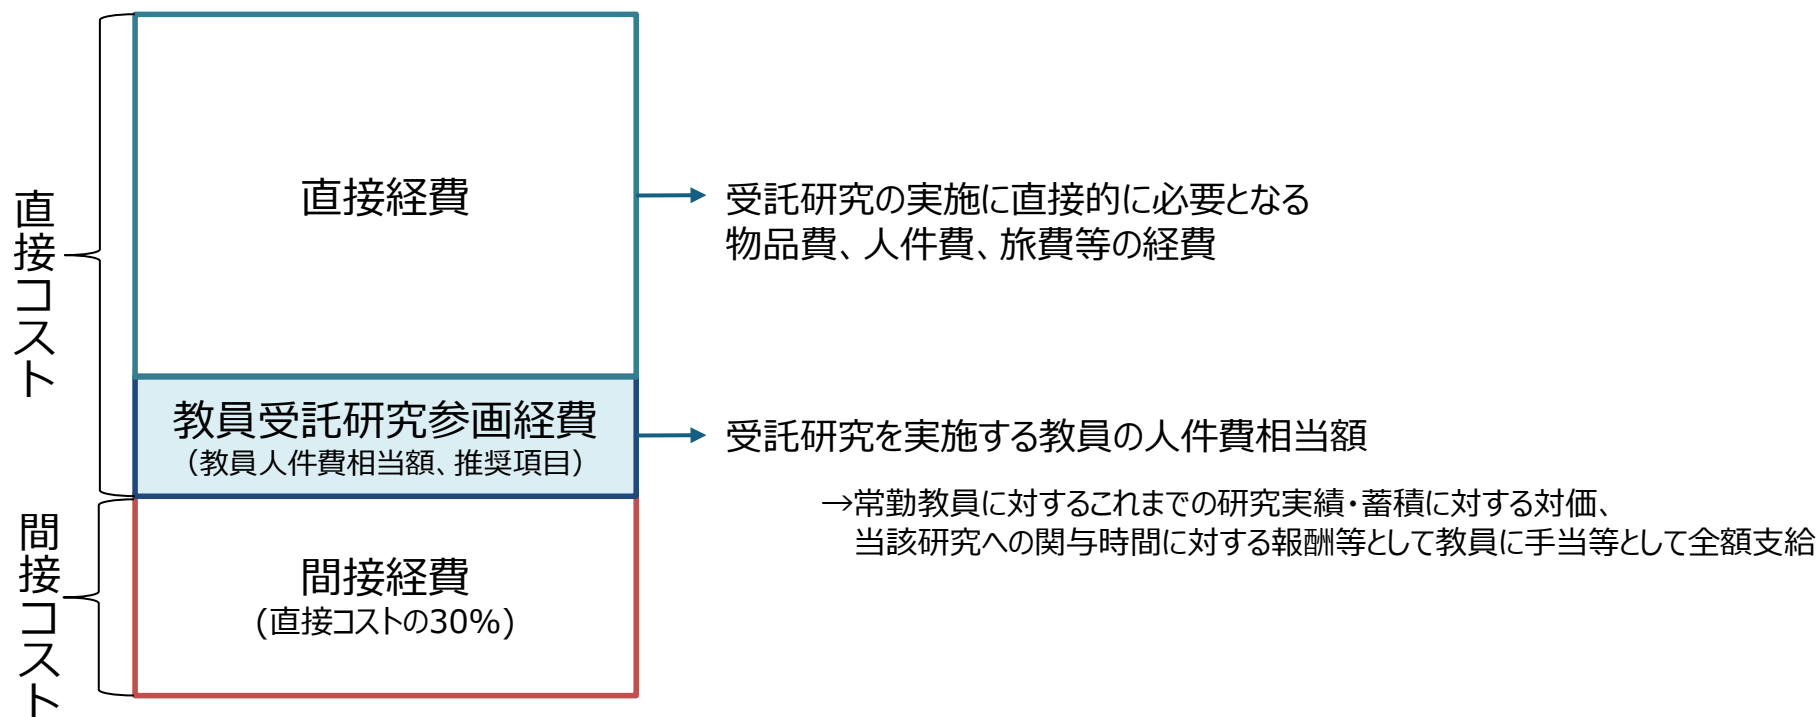 直接コスト
直接経費
受託研究の実施に直接的に必要となる
物品費、人件費、旅費等の経費
教員受託研究参画経費
（教員人件費相当額、推奨項目）
受託研究を実施する教員の人件費相当額
→常勤教員に対するこれまでの研究実績・蓄積に対する対価、
当該研究への関与時間に対する報酬等として教員に手当等として全額支給
間接コスト
間接経費
(直接コストの30%)